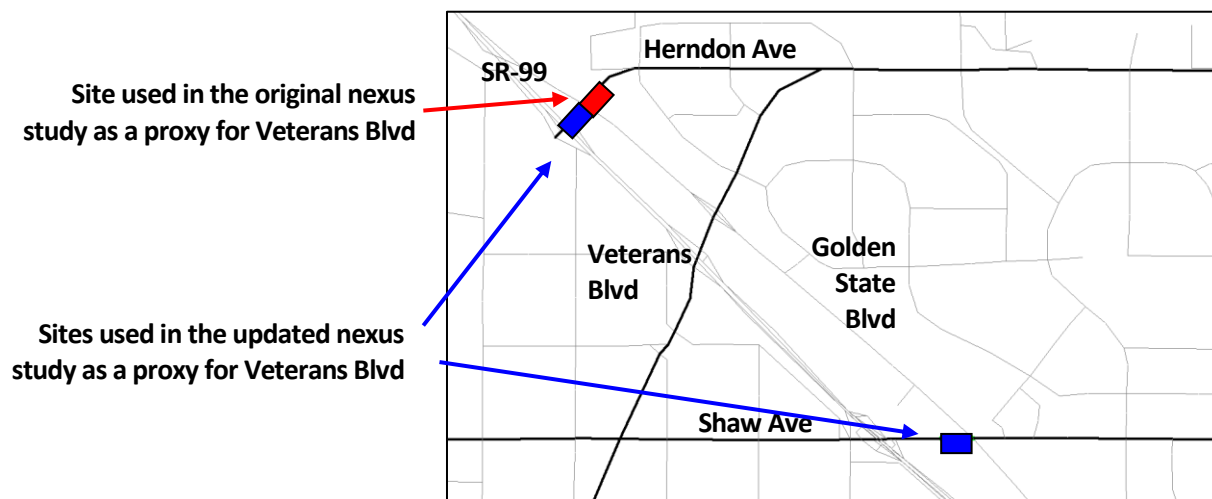 Herndon Ave
SR-99
Site used in the original nexus
study as a proxy for Veterans Blvd
Veterans
Blvd
Golden
State
Blvd
Sites used in the updated nexus
study as a proxy for Veterans Blvd
Shaw Ave